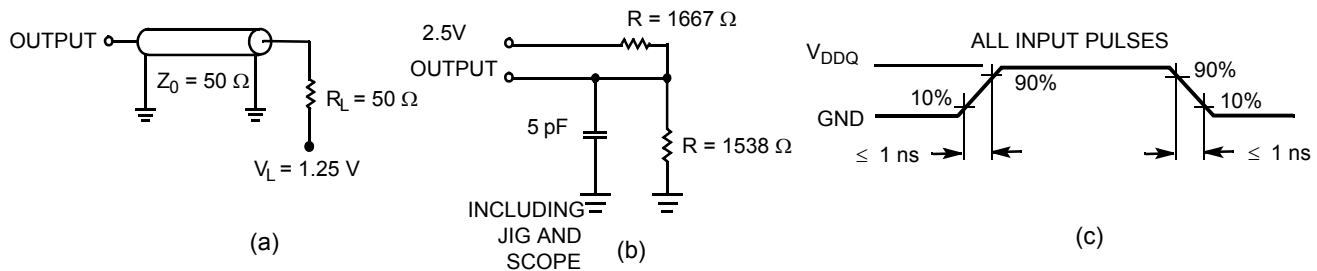 OUTPUT
Z0 = 50 Ω
RL = 50 Ω
VL = 1.25 V
(a)
R = 1667 Ω
2.5V
OUTPUT
5 pF
R = 1538 Ω
INCLUDING
JIG AND
SCOPE
(b)
ALL INPUT PULSES
VDDQ
GND
10%
90%
90%
10%
≤ 1 ns
≤ 1 ns
(c)